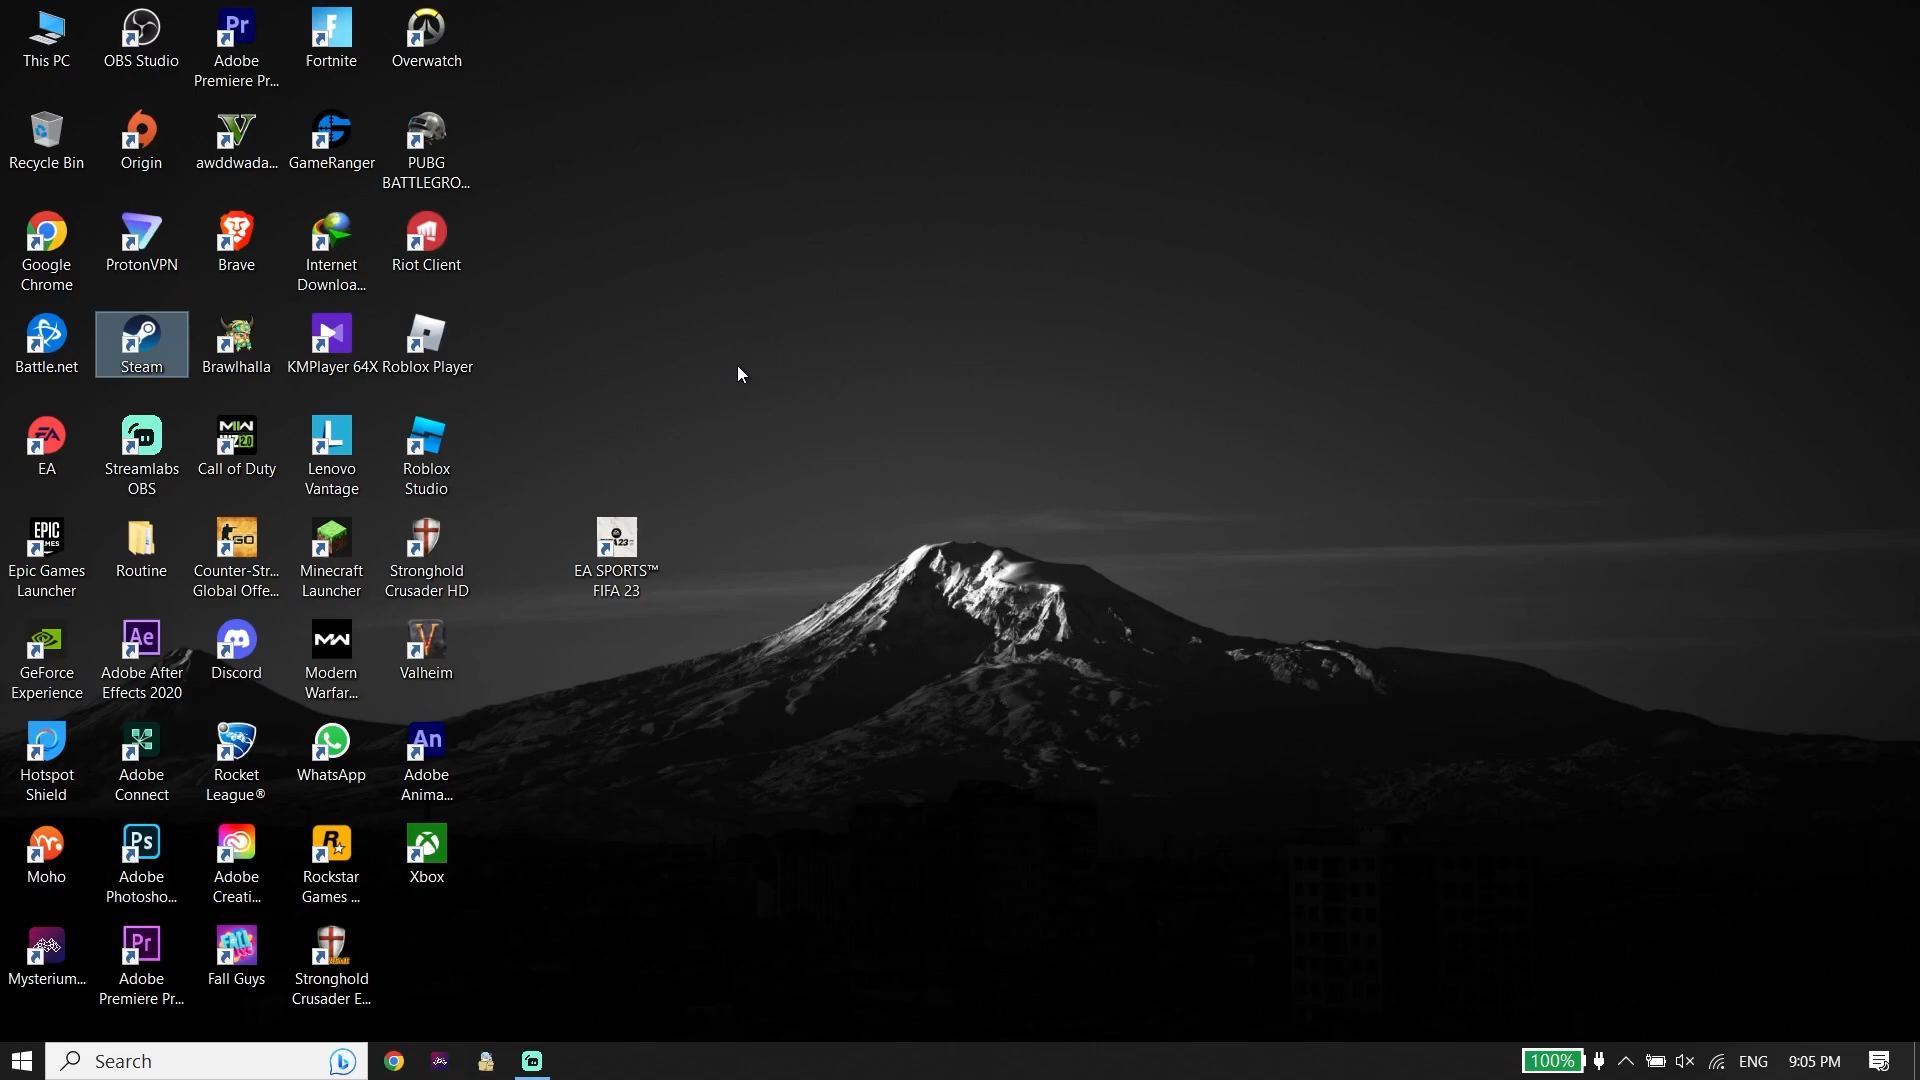 This PC
OBS Studio
Adobe
Premiere Pr...
Fortnite
Overwatch
Recycle Bin
Origin
awddwada...
GameRanger
PUBG
BATTLEGRO...
Google
Chrome
ProtonVPN
Brave
Internet
Downloa...
Riot Client
Battle.net
Steam
Brawlhalla
KMPlayer 64X
Roblox Player
EA
Streamlabs
OBS
Call of Duty
Lenovo
Vantage
Roblox
Studio
Epic Games
Launcher
Routine
Counter-Str...
Global Offe...
Minecraft
Launcher
Stronghold
Crusader HD
EA SPORTS™
FIFA 23
GeForce
Experience
Adobe After
Effects 2020
Discord
Modern
Warfar...
Valheim
Hotspot
Shield
Adobe
Connect
Rocket
League®
WhatsApp
Adobe
Anima...
Moho
Adobe
Photosho...
Adobe
Creati...
Rockstar
Games ...
Xbox
Mysterium...
Adobe
Premiere Pr...
Fall Guys
Stronghold
Crusader E...
Search
100%
ENG
9:05 PM